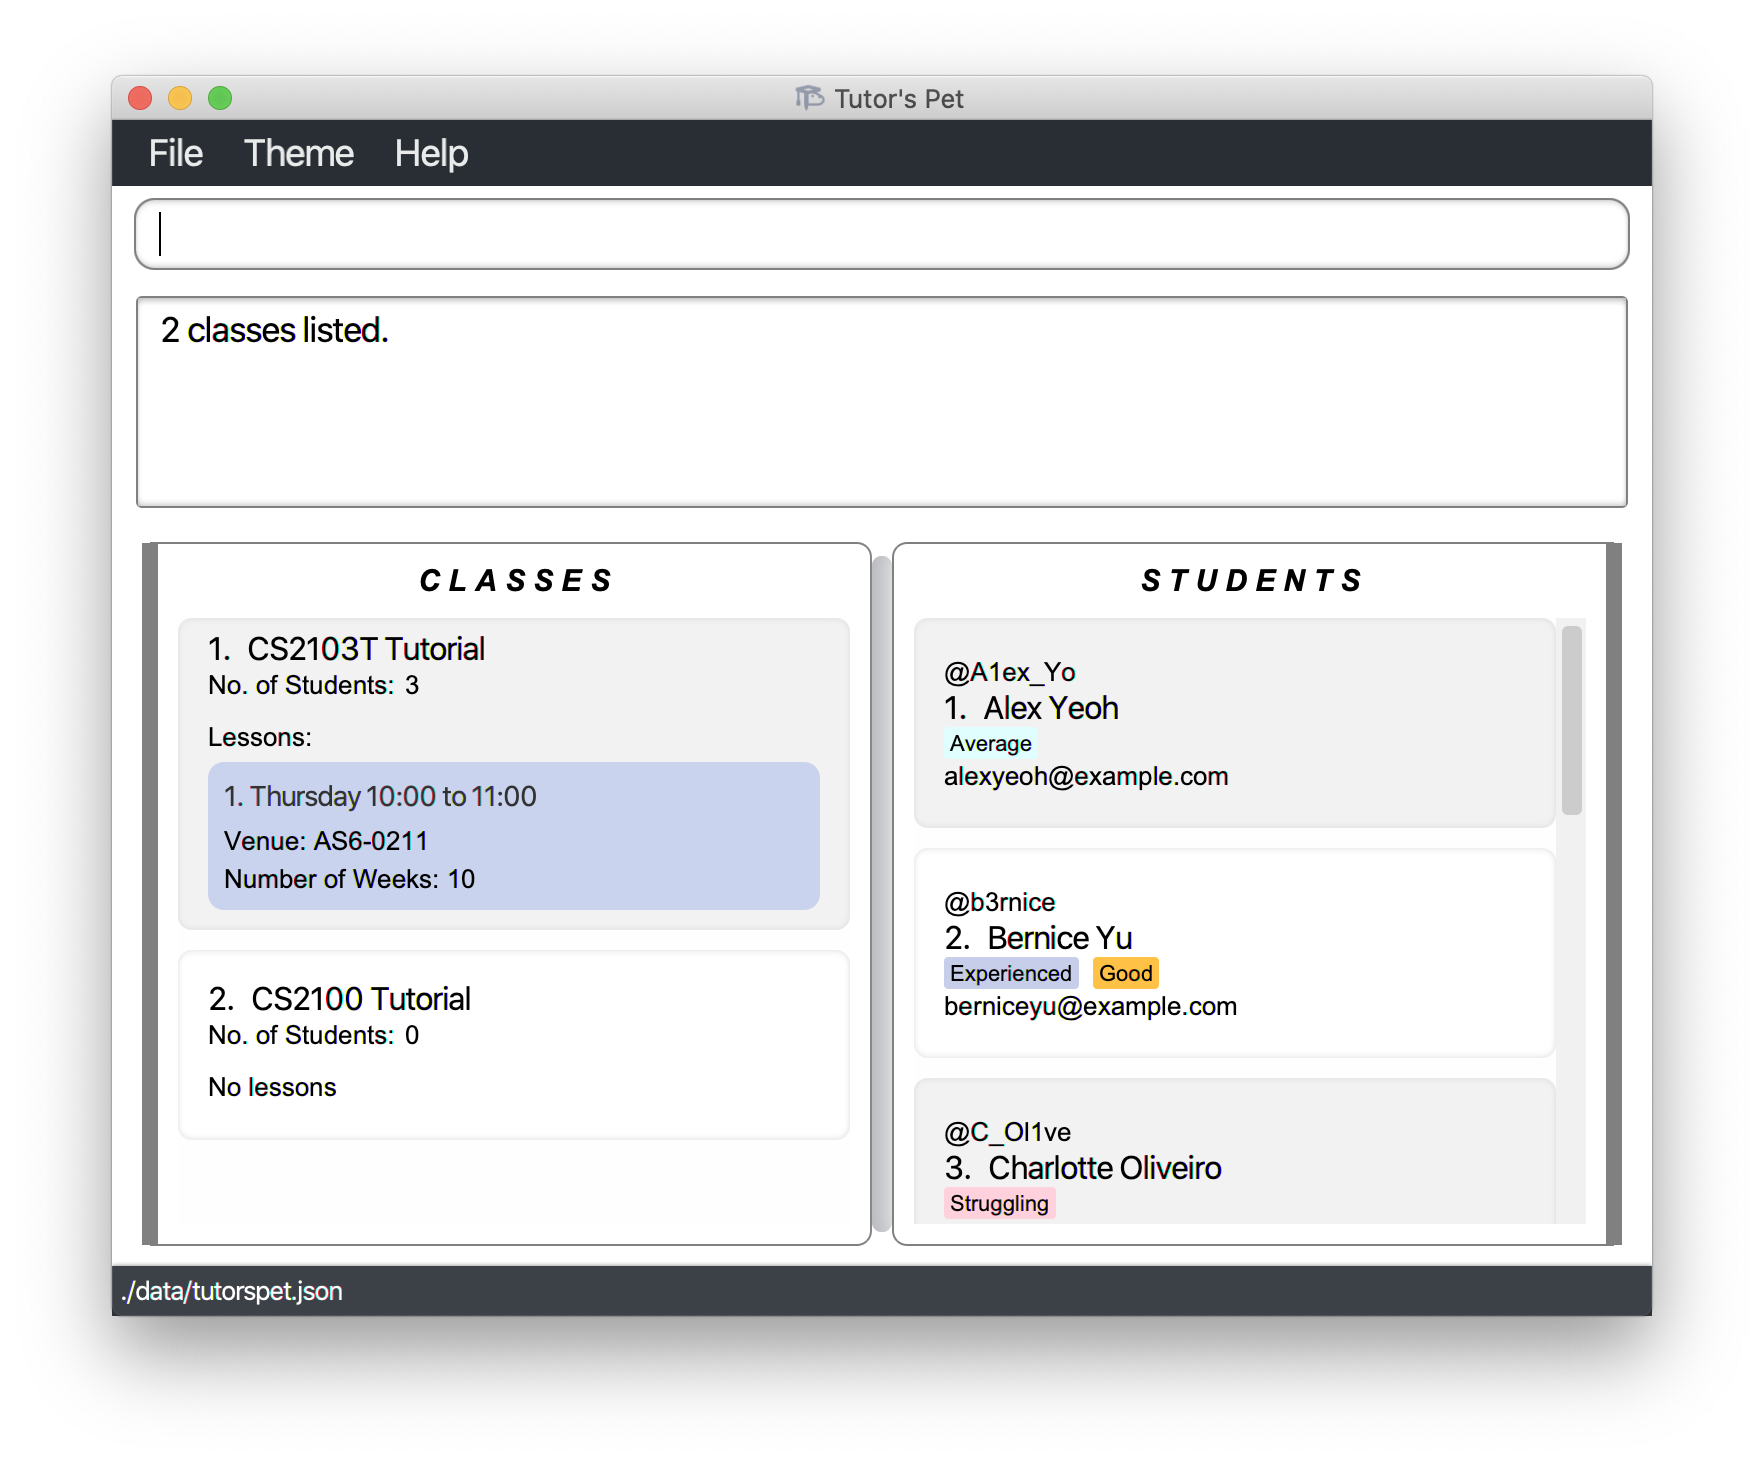 Tutor's Pet
File Theme Help
2 classes listed.
CLASSES
1. CS2103T Tutorial
No. of Students: 3
Lessons:
1. Thursday 10:00 to 11:00
Venue: AS6-0211
Number of Weeks: 10
2. CS2100 Tutorial
No. of Students: 0
No lessons
STUDENTS
@A1ex_Yo
1. Alex Yeoh
Average
alexyeoh@example.com
@b3rnice
2. Bernice Yu
Experienced Good
berniceyu@example.com
@C_Ol1ve
3. Charlotte Oliveiro
Struggling
./data/tutorspet.json